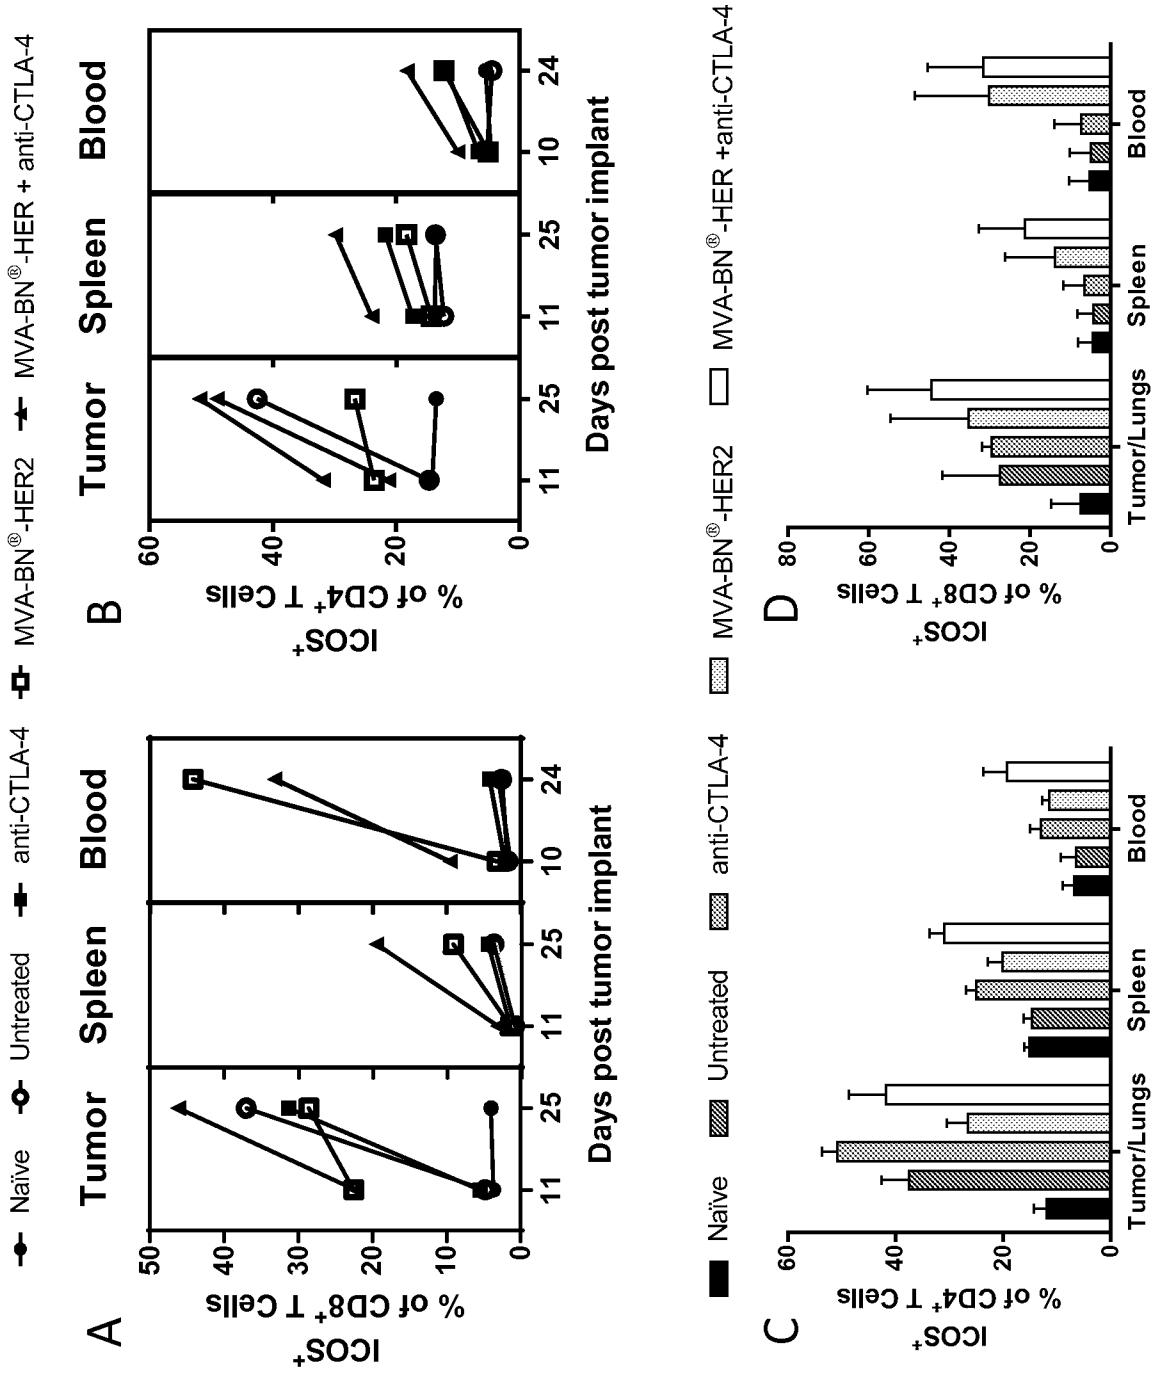 Naïve
Untreated
anti-CTLA-4
MVA-BN®-HER2
MVA-BN®-HER + anti-CTLA-4
A
ICOS+
% of CD8+ T Cells
50
40
30
20
10
0
Tumor
Spleen
Blood
11
25
11
25
10
24
Days post tumor implant
B
ICOS+
% of CD4+ T Cells
60
40
20
0
Tumor
Spleen
Blood
11
25
11
25
10
24
Days post tumor implant
Naïve
Untreated
anti-CTLA-4
MVA-BN®-HER2
MVA-BN®-HER +anti-CTLA-4
C
ICOS+
% of CD4+ T Cells
60
40
20
0
Tumor/Lungs
Spleen
Blood
D
ICOS+
% of CD8+ T Cells
80
60
40
20
0
Tumor/Lungs
Spleen
Blood